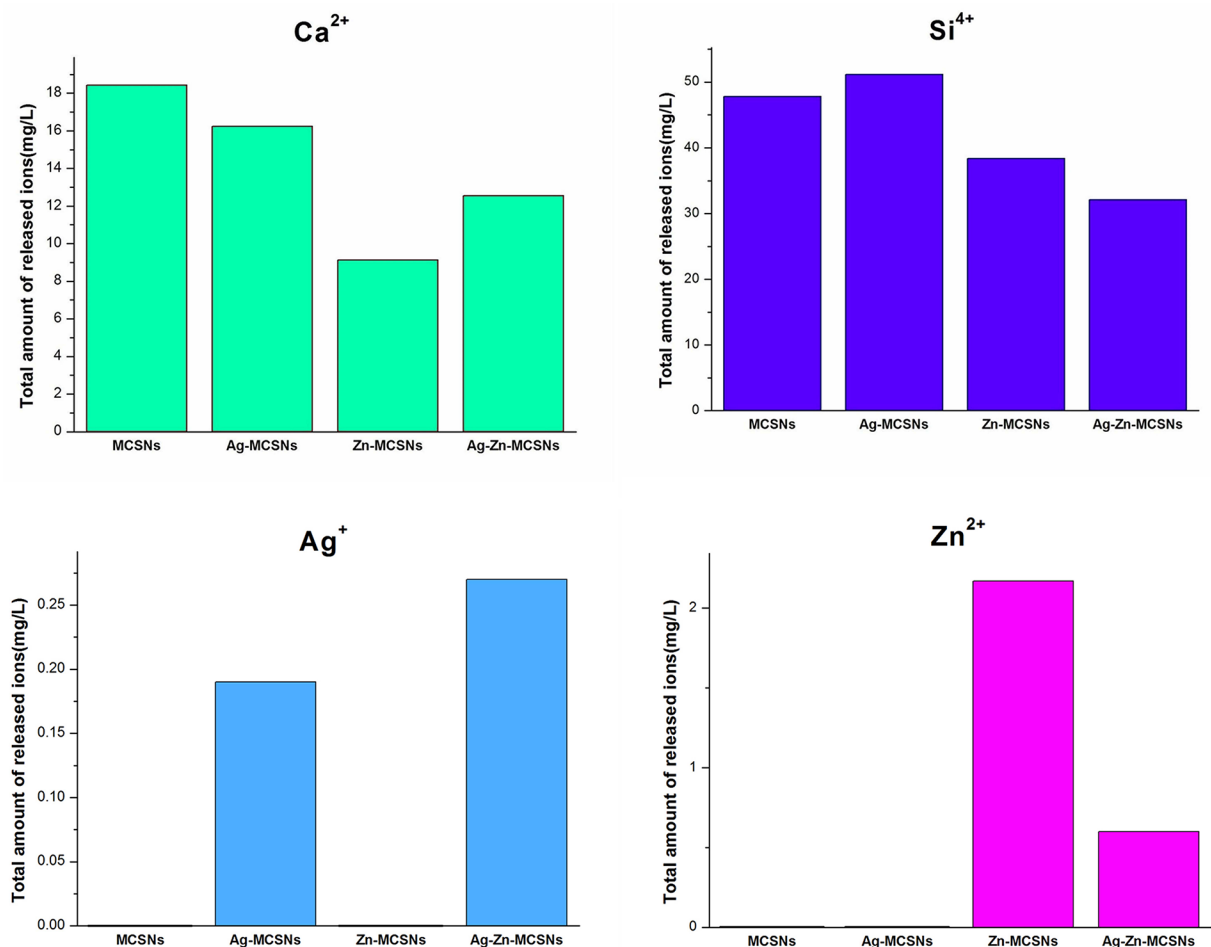 Ca2+
Total amount of released ions(mg/L)
18
16
14
12
10
8
6
4
2
0
MCSNs Ag-MCSNs Zn-MCSNs Ag-Zn-MCSNs
Si4+
Total amount of released ions(mg/L)
50
40
30
20
10
0
MCSNs Ag-MCSNs Zn-MCSNs Ag-Zn-MCSNs
Ag+
Total amount of released ions(mg/L)
0.25
0.20
0.15
0.10
0.05
0.00
MCSNs Ag-MCSNs Zn-MCSNs Ag-Zn-MCSNs
Zn2+
Total amount of released ions(mg/L)
2
1
0
MCSNs Ag-MCSNs Zn-MCSNs Ag-Zn-MCSNs